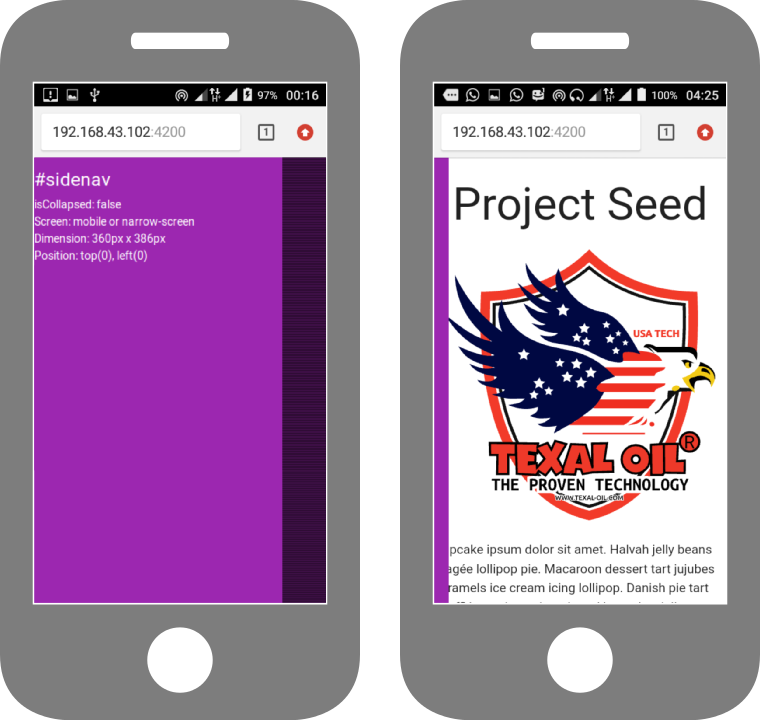 97% 00:16
192.168.43.102:4200
1
#sidenav
isCollapsed: false
Screen: mobile or narrow-screen
Dimension: 360px x 386px
Position: top(0), left(0)
H+ 100% 04:25
192.168.43.102:4200
1
Project Seed
USA TECH
TEXAL OIL®
THE PROVEN TECHNOLOGY
WWW.TEXAL-OIL.COM
pcake ipsum dolor sit amet. Halvah jelly beans
agée lollipop pie. Macaroon dessert tart jujubes
ramels ice cream icing lollipop. Danish pie tart